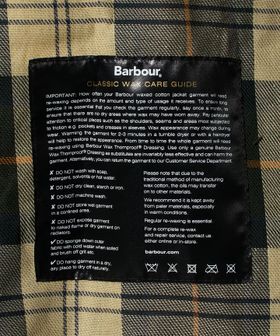 Barbour
CLASSIC WAX CARE GUIDE
IMPORTANT: How often your Barbour waxed cotton jacket garment will need
re-waxing depends on the amount and type of usage it receives. To ensure long
service it is essential that you check the garment regularly, say once a month, to
ensure that there are no dry areas where wax may have worn away. Pay particular
attention to critical places such as the shoulders, seams and areas most subjected
to friction e.g. pockets and creases in sleeves. Wax appearance may change during
wear. Warming the garment for 2-3 minutes in a tumble dryer or with a hairdryer
will help to restore the appearance. From time to time the whole garment will need
re-waxing using Barbour Wax Thornproof Dressing. Use only a genuine Barbour
Wax Thornproof Dressing as substitutes are invariably less effective and can harm the
garment. Alternatively, you can return the garment to our Customer Service Department.
✗ DO NOT wash with soap,
detergent, solvents or hot water.
✗ DO NOT dry clean, starch or iron.
✗ DO NOT machine wash.
✗ DO NOT store wet garment
in a confined area.
✗ DO NOT expose garment
to naked flame or dry garment
on radiators.
✓ DO sponge down outer
fabric with cold water when soiled
and brush off grit etc.
✓ DO hang garment in a dry,
airy place to dry off naturally.
Please note that due to the
traditional method of manufacturing
wax cotton, the oils may transfer
on to other materials.
We recommend it is kept away
from paler materials, especially
in warm conditions.
Regular re-waxing is essential.
For a complete re-wax
and repair service, contact us,
either online or in-store.
barbour.com